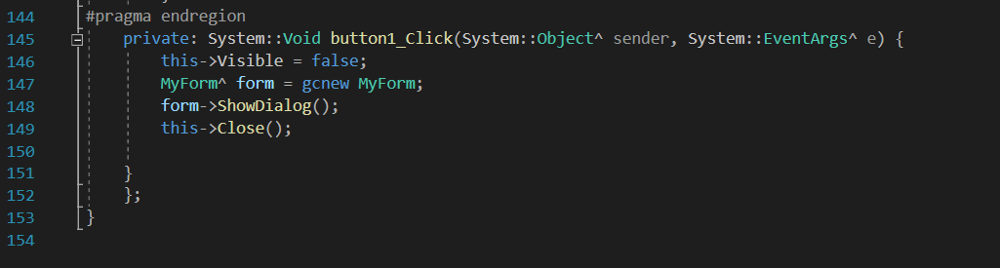 144 #pragma endregion
145 private: System::Void button1_Click(System::Object^ sender, System::EventArgs^ e) {
146 this->Visible = false;
147 MyForm^ form = gcnew MyForm;
148 form->ShowDialog();
149 this->Close();
150
151 }
152 };
153 }
154